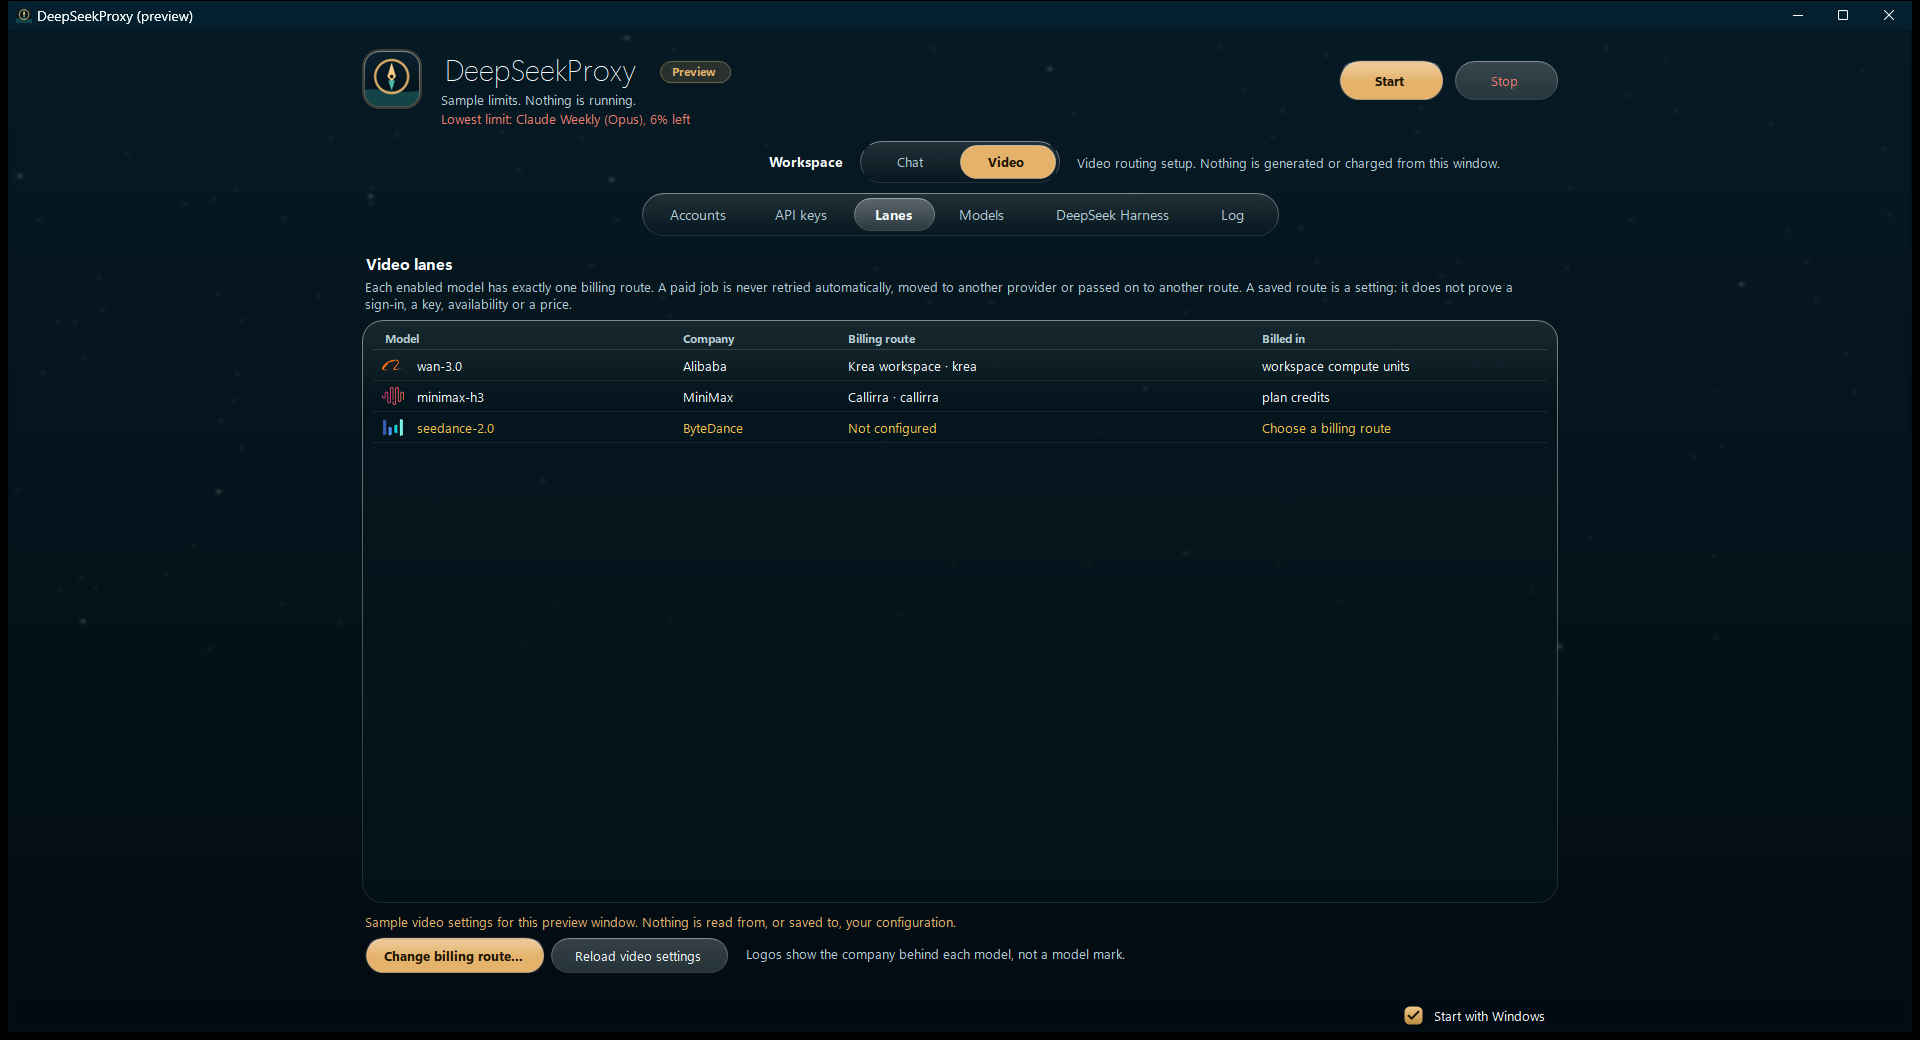 DeepSeekProxy (preview)
DeepSeekProxy
Preview
Sample limits. Nothing is running.
Lowest limit: Claude Weekly (Opus), 6% left
Start
Stop
Workspace
Chat
Video
Video routing setup. Nothing is generated or charged from this window.
Accounts
API keys
Lanes
Models
DeepSeek Harness
Log
Video lanes
Each enabled model has exactly one billing route. A paid job is never retried automatically, moved to another provider or passed on to another route. A saved route is a setting: it does not prove a
sign-in, a key, availability or a price.
Model Company Billing route Billed in
wan-3.0 Alibaba Krea workspace · krea workspace compute units
minimax-h3 MiniMax Callirra · callirra plan credits
seedance-2.0 ByteDance Not configured Choose a billing route
Sample video settings for this preview window. Nothing is read from, or saved to, your configuration.
Change billing route...
Reload video settings
Logos show the company behind each model, not a model mark.
Start with Windows